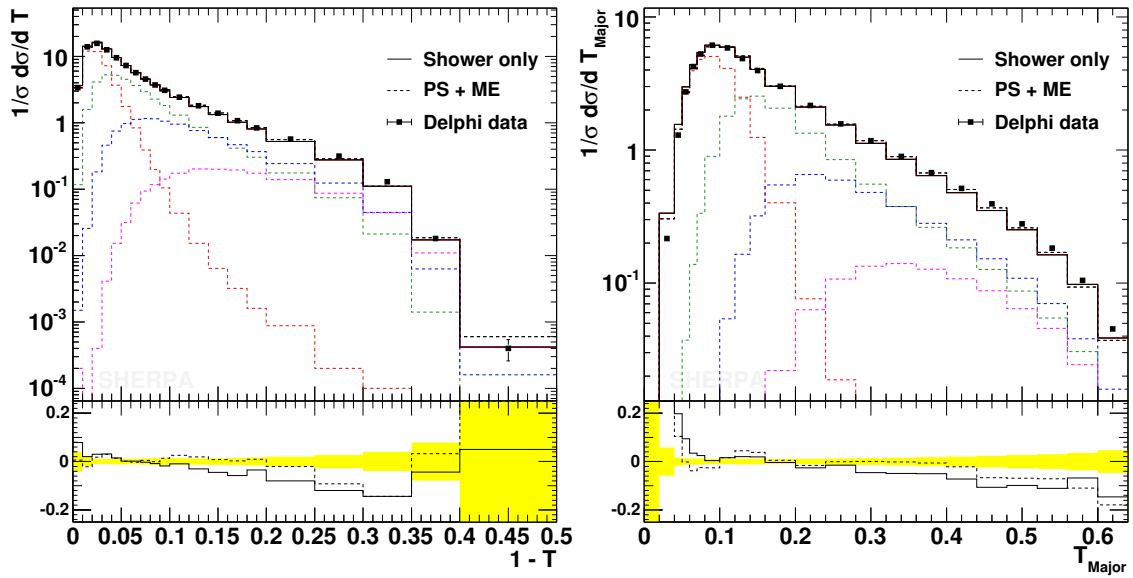 1/σ dσ/d T
10
1
10⁻¹
10⁻²
10⁻³
10⁻⁴
Shower only
PS + ME
Delphi data
SHERPA
0.2
0
-0.2
0 0.05 0.1 0.15 0.2 0.25 0.3 0.35 0.4 0.45 0.5
1 - T
1/σ dσ/d T_Major
10
1
10⁻¹
Shower only
PS + ME
Delphi data
SHERPA
0.2
0
-0.2
0 0.1 0.2 0.3 0.4 0.5 0.6
T_Major